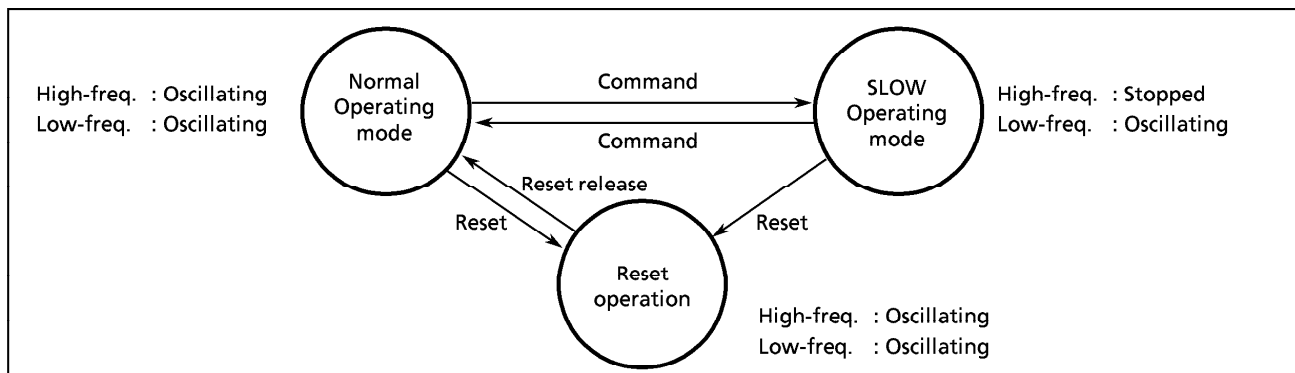 Normal
Operating
mode
High-freq. : Oscillating
Low-freq. : Oscillating
Command
Command
SLOW
Operating
mode
High-freq. : Stopped
Low-freq. : Oscillating
Reset release
Reset
Reset
Reset
operation
High-freq. : Oscillating
Low-freq. : Oscillating